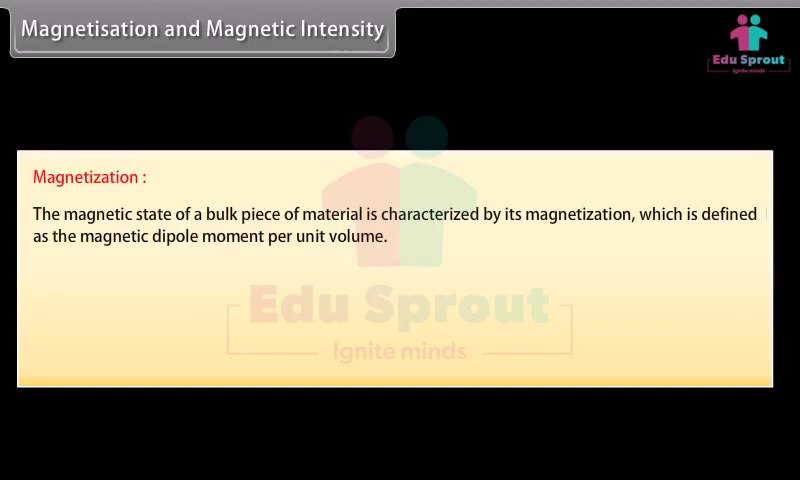 Magnetisation and Magnetic Intensity
Edu Sprout
Ignite minds
Magnetization :
The magnetic state of a bulk piece of material is characterized by its magnetization, which is defined
as the magnetic dipole moment per unit volume.
Edu Sprout
Ignite minds